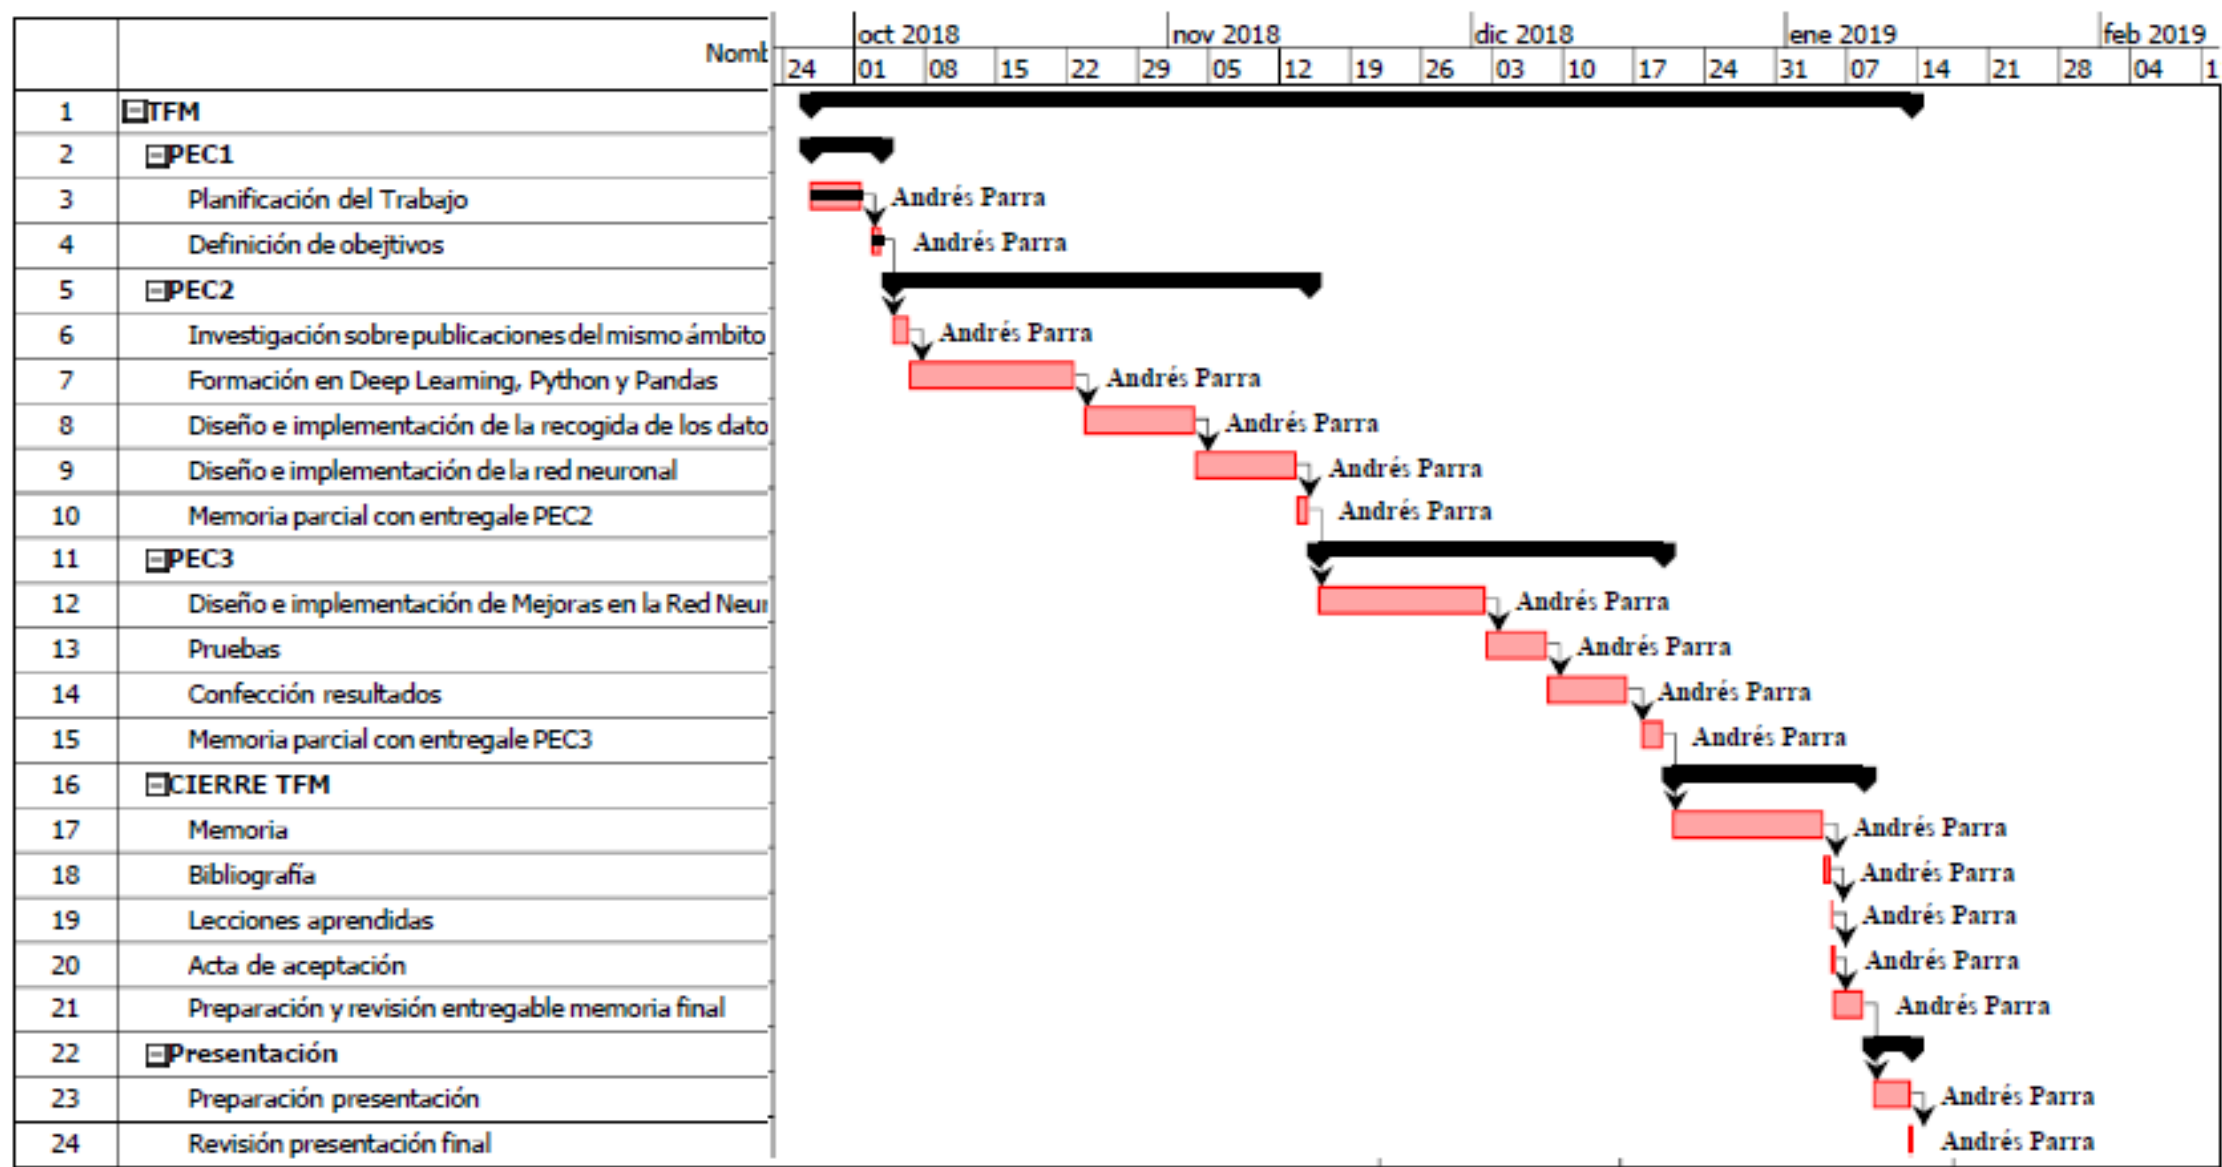 Nomb
oct 2018 nov 2018 dic 2018 ene 2019 feb 2019
24 01 08 15 22 29 05 12 19 26 03 10 17 24 31 07 14 21 28 04 1
1 TFM
2 PEC1
3 Planificación del Trabajo Andrés Parra
4 Definición de obejtivos Andrés Parra
5 PEC2
6 Investigación sobre publicaciones del mismo ámbito Andrés Parra
7 Formación en Deep Learning, Python y Pandas Andrés Parra
8 Diseño e implementación de la recogida de los dato Andrés Parra
9 Diseño e implementación de la red neuronal Andrés Parra
10 Memoria parcial con entregale PEC2 Andrés Parra
11 PEC3
12 Diseño e implementación de Mejoras en la Red Neur Andrés Parra
13 Pruebas Andrés Parra
14 Confección resultados Andrés Parra
15 Memoria parcial con entregale PEC3 Andrés Parra
16 CIERRE TFM
17 Memoria Andrés Parra
18 Bibliografía Andrés Parra
19 Lecciones aprendidas Andrés Parra
20 Acta de aceptación Andrés Parra
21 Preparación y revisión entregable memoria final Andrés Parra
22 Presentación
23 Preparación presentación Andrés Parra
24 Revisión presentación final Andrés Parra